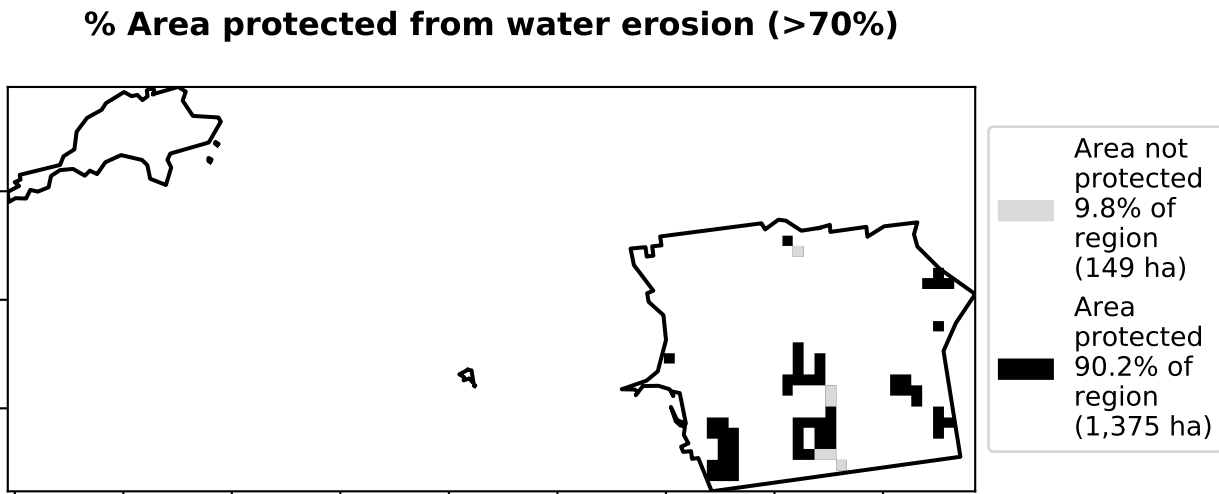 % Area protected from water erosion (>70%)
Area not
protected
9.8% of
region
(149 ha)
Area
protected
90.2% of
region
(1,375 ha)